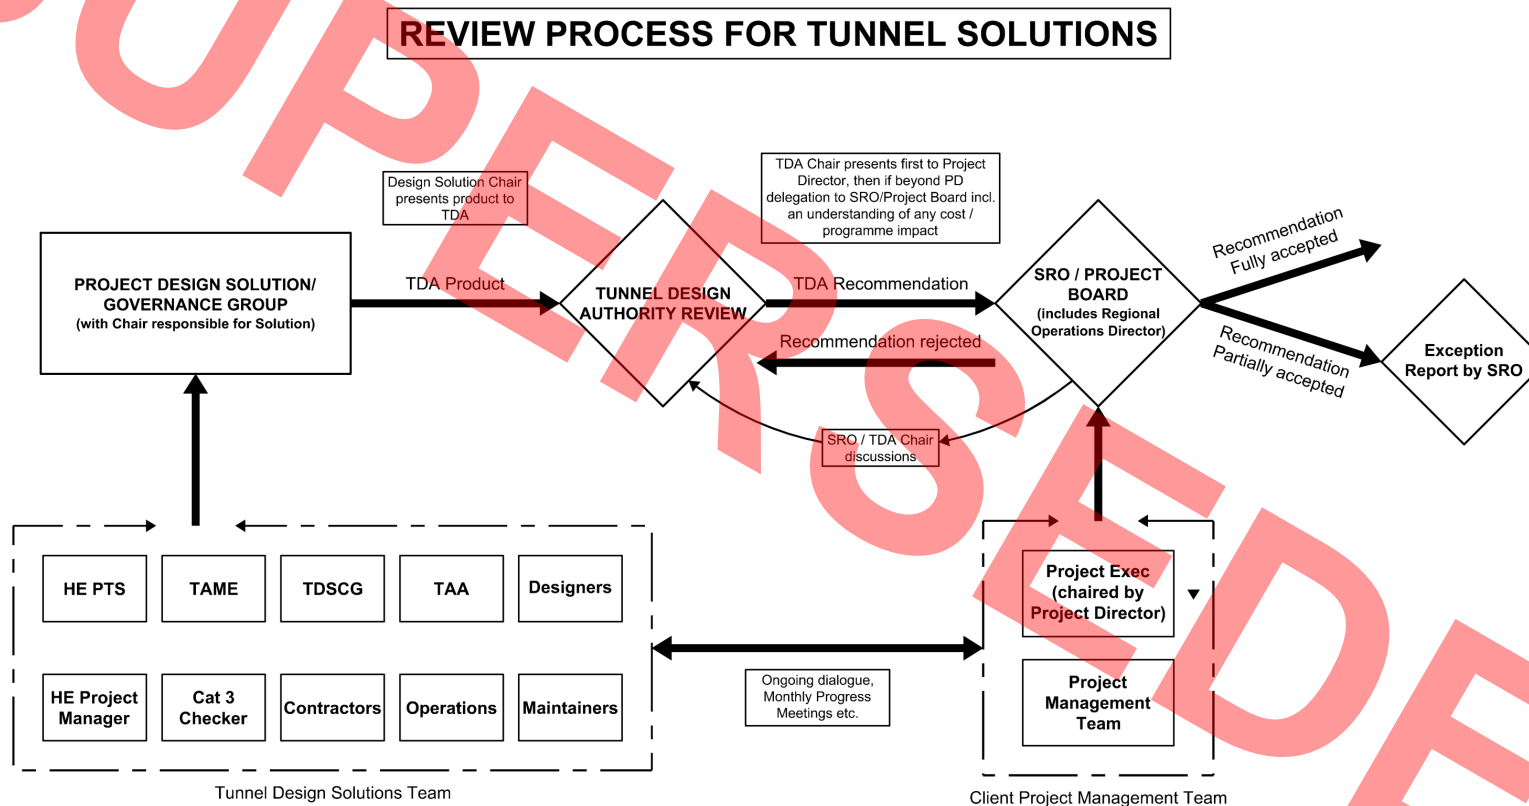 REVIEW PROCESS FOR TUNNEL SOLUTIONS
Design Solution Chair
presents product to
TDA
TDA Chair presents first to Project
Director, then if beyond PD
delegation to SRO/Project Board incl.
an understanding of any cost /
programme impact
PROJECT DESIGN SOLUTION/
GOVERNANCE GROUP
(with Chair responsible for Solution)
TDA Product
TUNNEL DESIGN
AUTHORITY REVIEW
TDA Recommendation
Recommendation rejected
SRO / PROJECT
BOARD
(includes Regional
Operations Director)
Recommendation
Fully accepted
Recommendation
Partially accepted
Exception
Report by SRO
SRO / TDA Chair
discussions
HE PTS
TAME
TDSCG
TAA
Designers
HE Project
Manager
Cat 3
Checker
Contractors
Operations
Maintainers
Tunnel Design Solutions Team
Ongoing dialogue,
Monthly Progress
Meetings etc.
Project Exec
(chaired by
Project Director)
Project
Management
Team
Client Project Management Team
SUPERSEDED